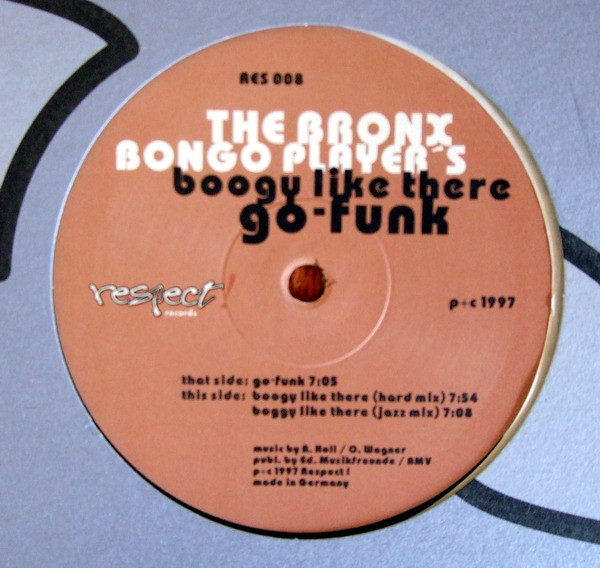 RES 008
THE BRONX
BONGO PLAYER´S
boogy like there
go-funk
respect!
records
p+c 1997
that side: go-funk 7:05
this side: boogy like there (hard mix) 7:54
boggy like there (jazz mix) 7:08
music by A. Holl / O. Wagner
publ. by Ed. Musikfreunde / AMV
p+c 1997 Respect!
made in Germany